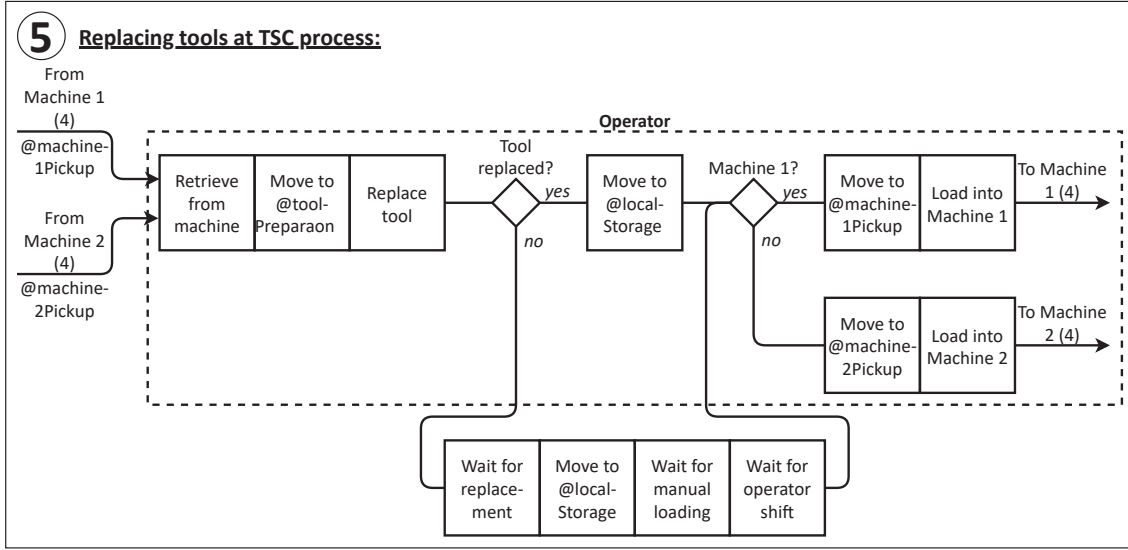 5 Replacing tools at TSC process:
From
Machine 1
(4)
@machine-
1Pickup
From
Machine 2
(4)
@machine-
2Pickup
Operator
Retrieve
from
machine
Move to
@tool-
Preparaon
Replace
tool
Tool
replaced?
yes
no
Move to
@local-
Storage
Machine 1?
yes
no
Move to
@machine-
1Pickup
Load into
Machine 1
To Machine
1 (4)
Move to
@machine-
2Pickup
Load into
Machine 2
To Machine
2 (4)
Wait for
replace-
ment
Move to
@local-
Storage
Wait for
manual
loading
Wait for
operator
shift